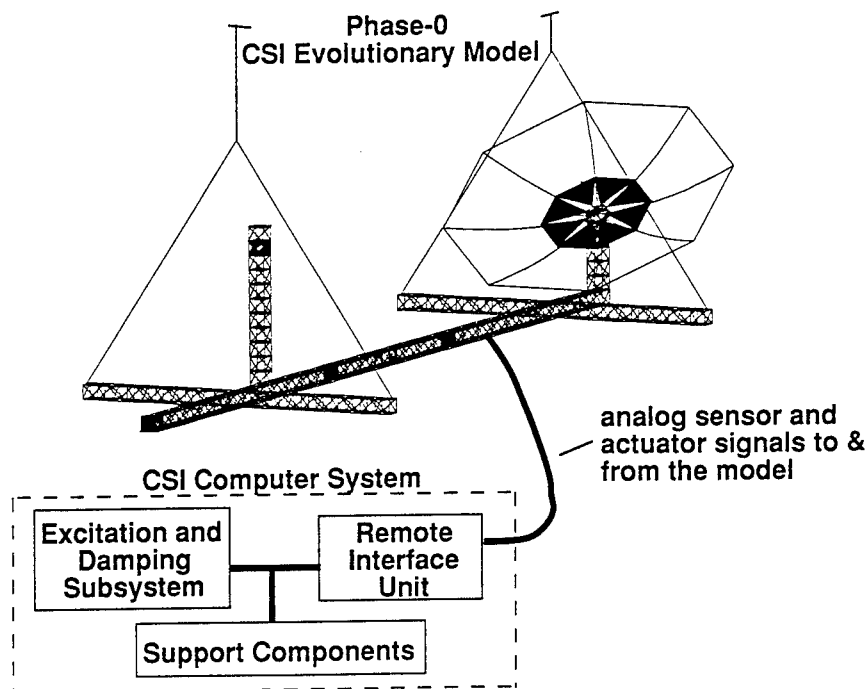 Phase-0
CSI Evolutionary Model
analog sensor and
actuator signals to &
from the model
CSI Computer System
Excitation and
Damping
Subsystem
Remote
Interface
Unit
Support Components